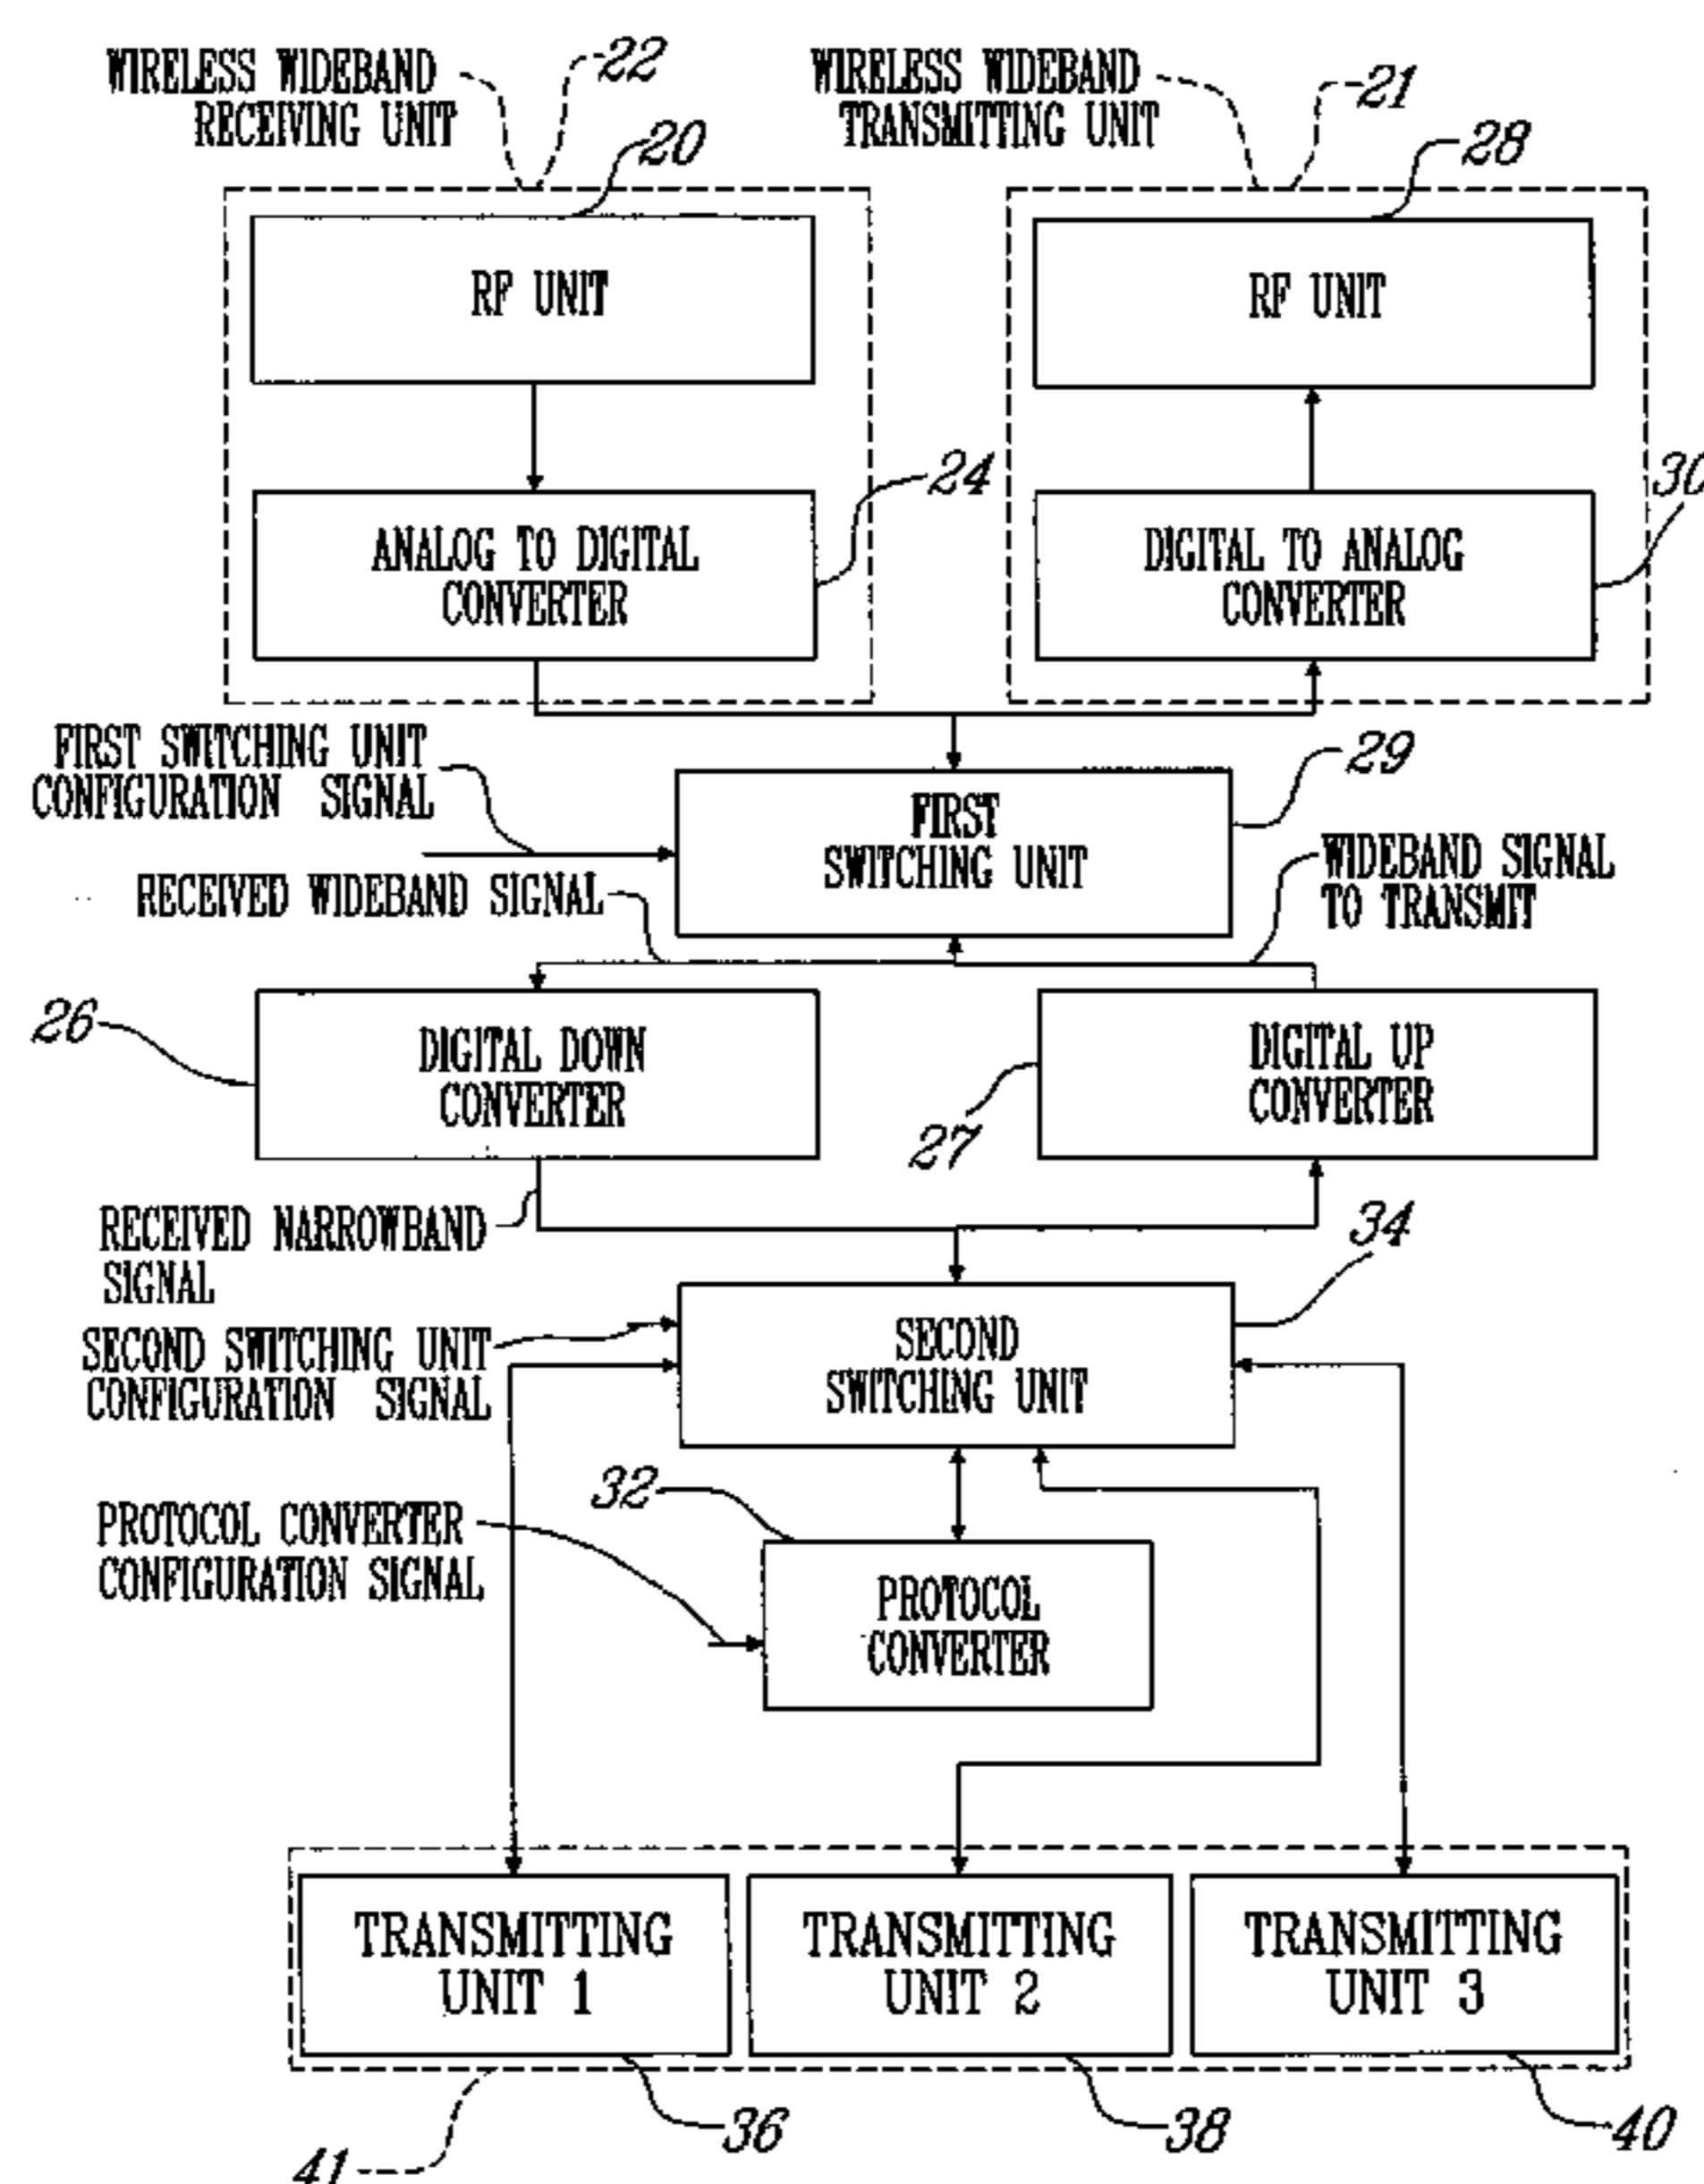 WIRELESS WIDEBAND
RECEIVING UNIT
22
20
WIRELESS WIDEBAND
TRANSMITTING UNIT
21
28
RF UNIT
RF UNIT
24
30
ANALOG TO DIGITAL
CONVERTER
DIGITAL TO ANALOG
CONVERTER
FIRST SWITCHING UNIT
CONFIGURATION SIGNAL
29
FIRST
SWITCHING UNIT
RECEIVED WIDEBAND SIGNAL
WIDEBAND SIGNAL
TO TRANSMIT
26
DIGITAL DOWN
CONVERTER
27
DIGITAL UP
CONVERTER
RECEIVED NARROWBAND
SIGNAL
34
SECOND SWITCHING UNIT
CONFIGURATION SIGNAL
SECOND
SWITCHING UNIT
32
PROTOCOL CONVERTER
CONFIGURATION SIGNAL
PROTOCOL
CONVERTER
TRANSMITTING
UNIT 1
TRANSMITTING
UNIT 2
TRANSMITTING
UNIT 3
41
36
38
40